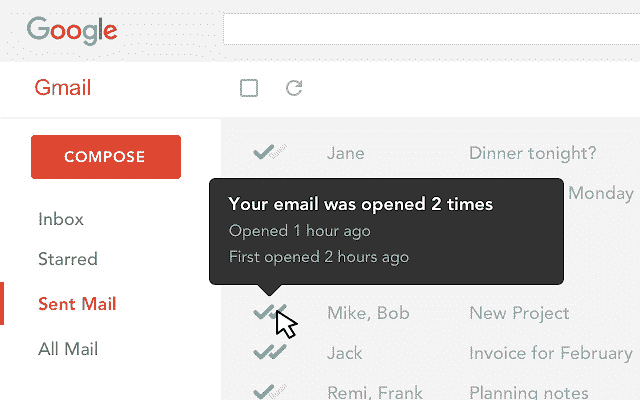 Google
Gmail
COMPOSE
Inbox
Starred
Sent Mail
All Mail
Jane Dinner tonight?
Monday
Your email was opened 2 times
Opened 1 hour ago
First opened 2 hours ago
Mike, Bob New Project
Jack Invoice for February
Remi, Frank Planning notes